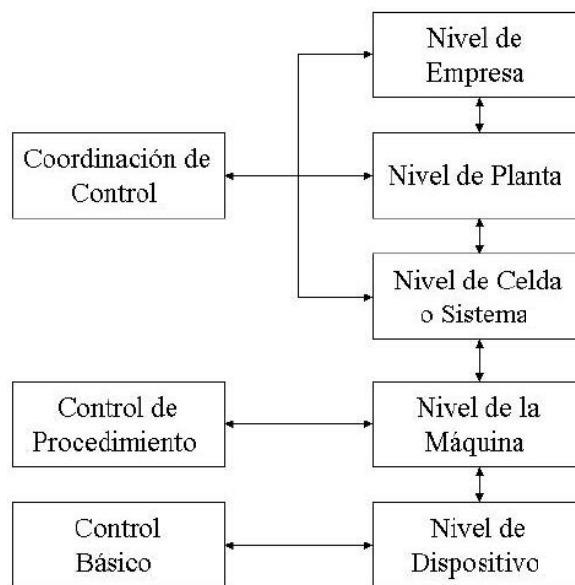 Nivel de
Empresa
Coordinación de
Control
Nivel de Planta
Nivel de Celda
o Sistema
Control de
Procedimiento
Nivel de la
Máquina
Control
Básico
Nivel de
Dispositivo